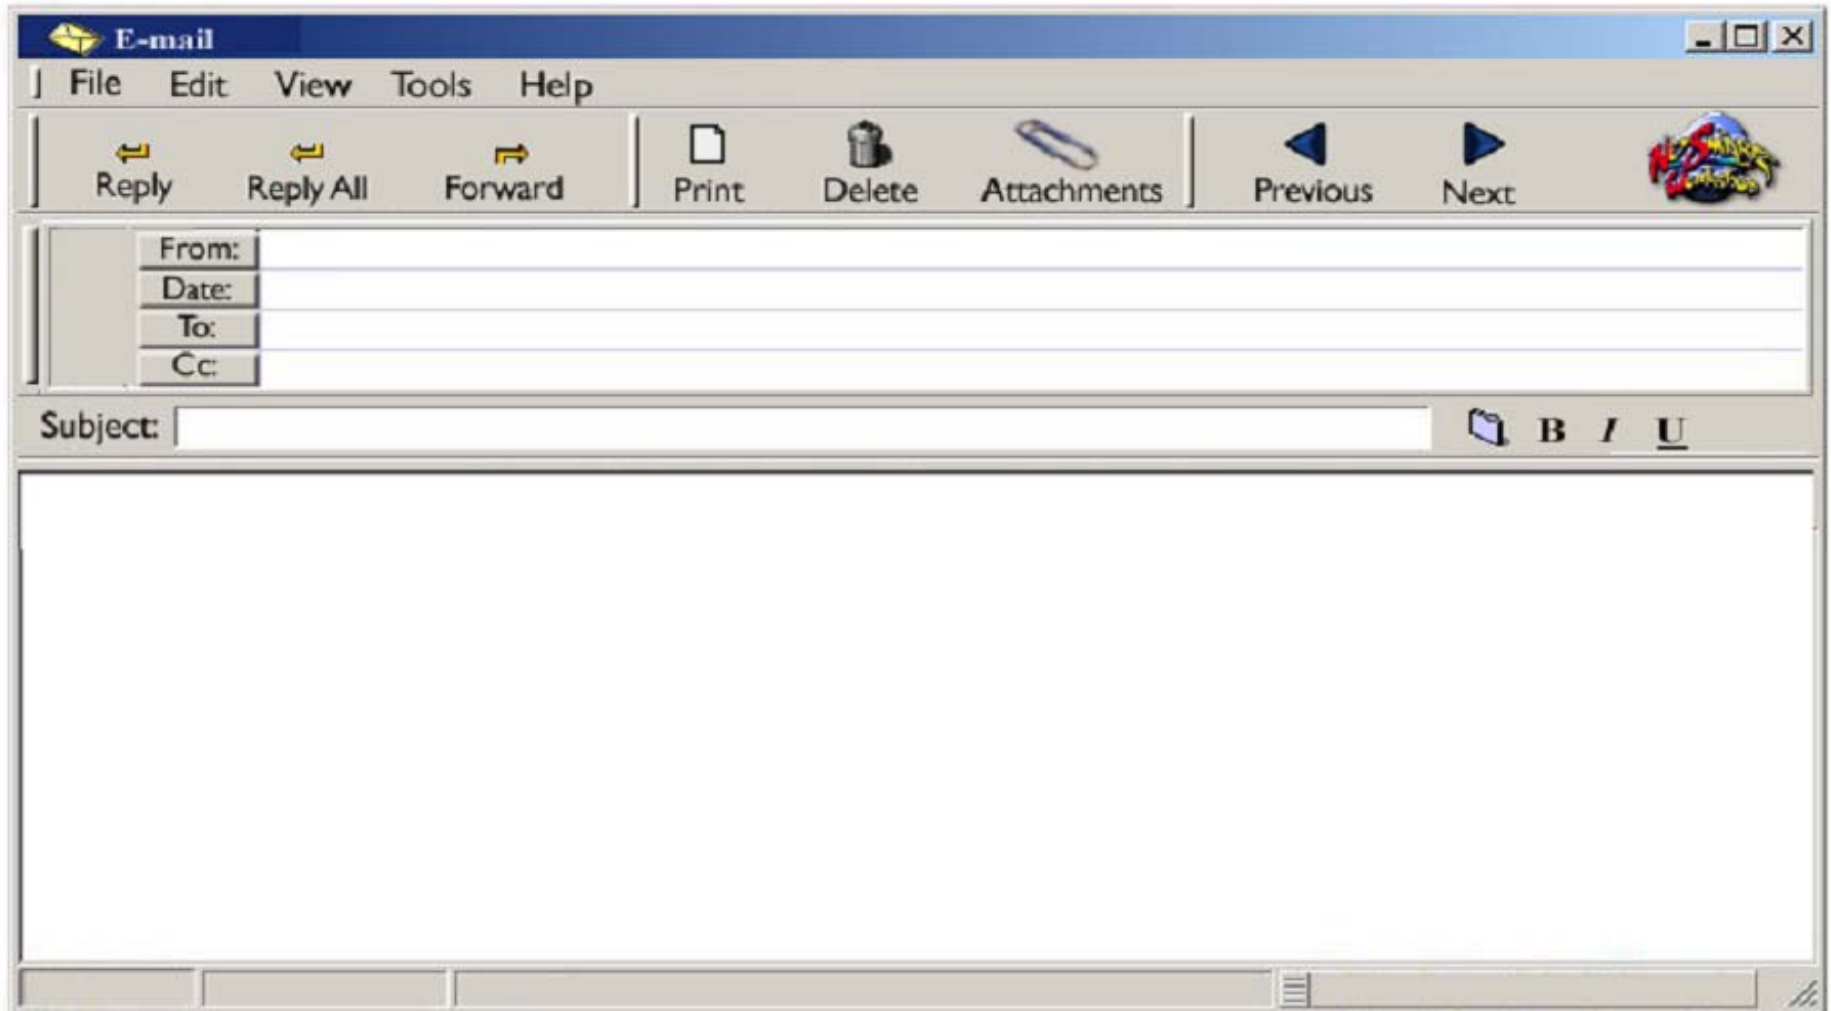 E-mail
File Edit View Tools Help
Reply Reply All Forward Print Delete Attachments Previous Next
From:
Date:
To:
Cc:
Subject: B I U